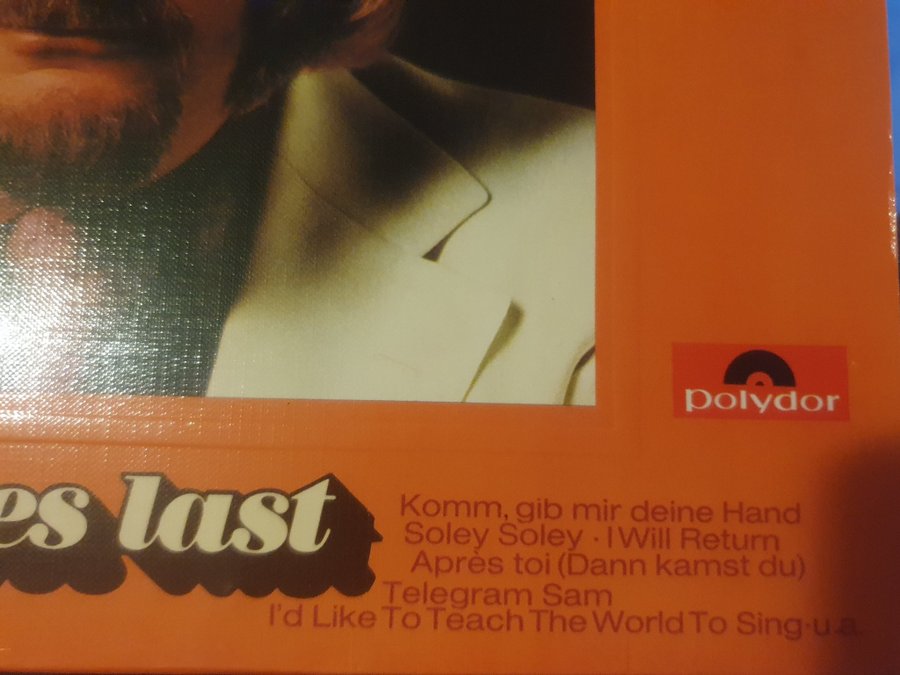 polydor
es last
Komm, gib mir deine Hand
Soley Soley · I Will Return
Après toi (Dann kamst du)
Telegram Sam
I'd Like To Teach The World To Sing · u.a.